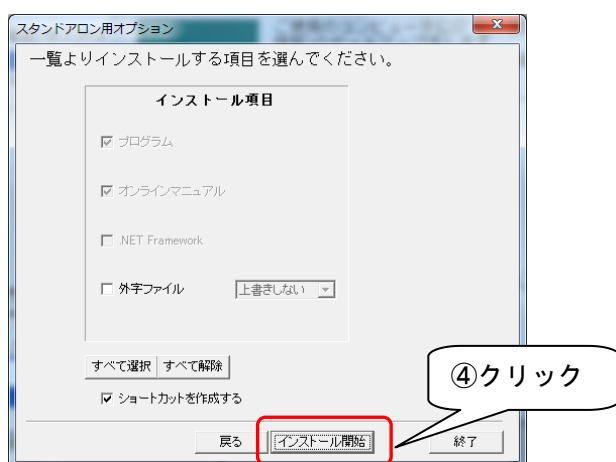 スタンドアロン用オプション
一覧よりインストールする項目を選んでください。
インストール項目
プログラム
オンラインマニュアル
.NET Framework
外字ファイル 上書きしない
すべて選択 すべて解除
ショートカットを作成する
④クリック
戻る インストール開始 終了